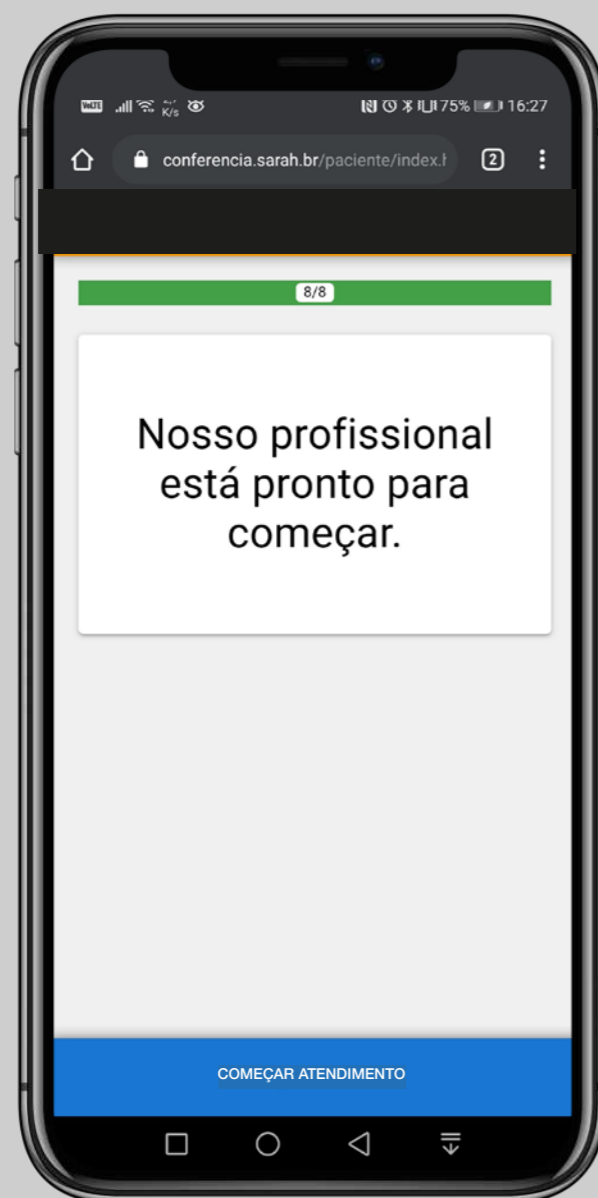 VoLTE K/s 75% 16:27
conferencia.sarah.br/paciente/index.h 2
8/8
Nosso profissional
está pronto para
começar.
COMEÇAR ATENDIMENTO